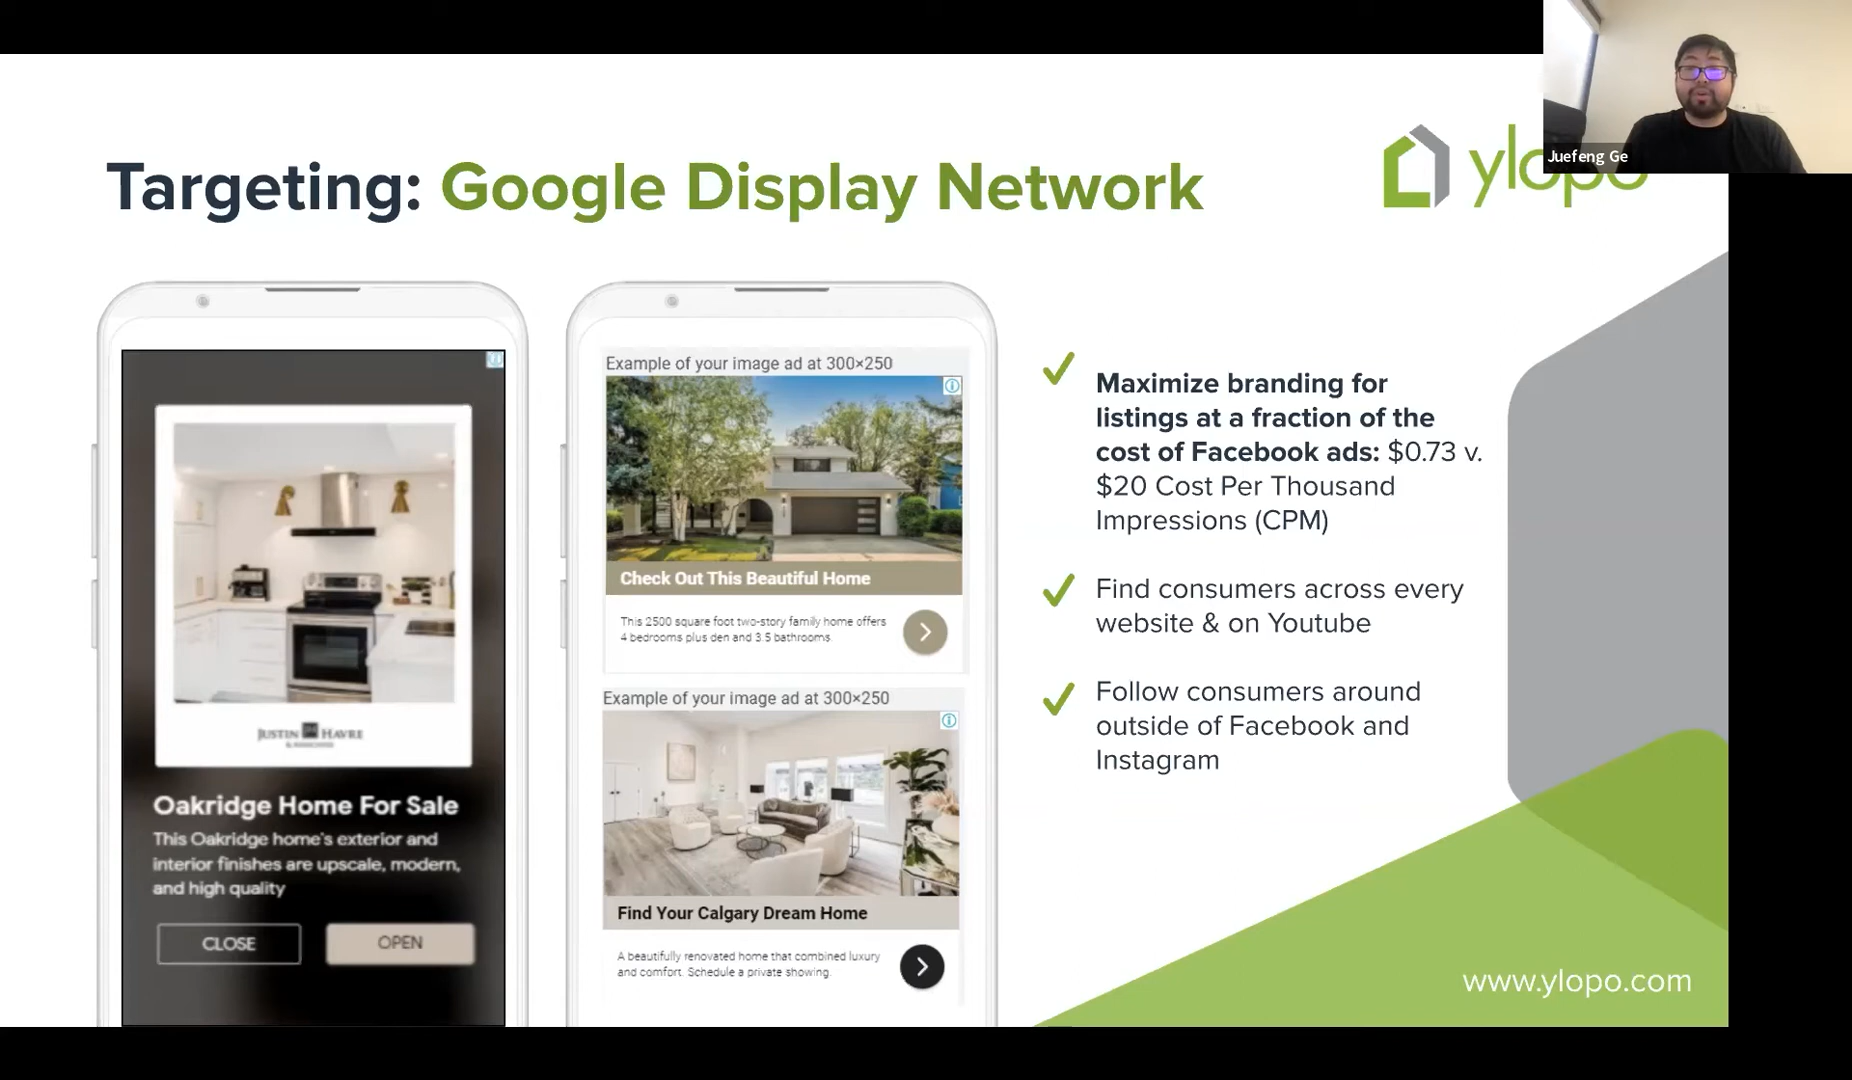 Juefeng Ge
Targeting: Google Display Network
ylopo
JUSTIN HAVRE
& ASSOCIATES
Oakridge Home For Sale
This Oakridge home's exterior and
interior finishes are upscale, modern,
and high quality
CLOSE
OPEN
Example of your image ad at 300×250
Check Out This Beautiful Home
This 2500 square foot two-story family home offers
4 bedrooms plus den and 3.5 bathrooms.
Example of your image ad at 300×250
Find Your Calgary Dream Home
A beautifully renovated home that combined luxury
and comfort. Schedule a private showing.
Maximize branding for
listings at a fraction of the
cost of Facebook ads: $0.73 v.
$20 Cost Per Thousand
Impressions (CPM)
Find consumers across every
website & on Youtube
Follow consumers around
outside of Facebook and
Instagram
www.ylopo.com